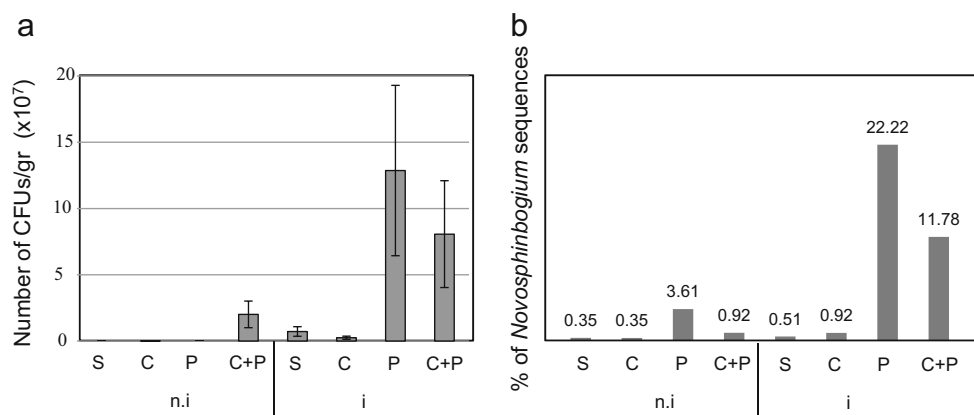 a
Number of CFUs/gr (x10⁷)
20
15
10
5
0
S C P C+P S C P C+P
n.i i
b
% of Novosphinbogium sequences
0.35 0.35 3.61 0.92 0.51 0.92 22.22 11.78
S C P C+P S C P C+P
n.i i